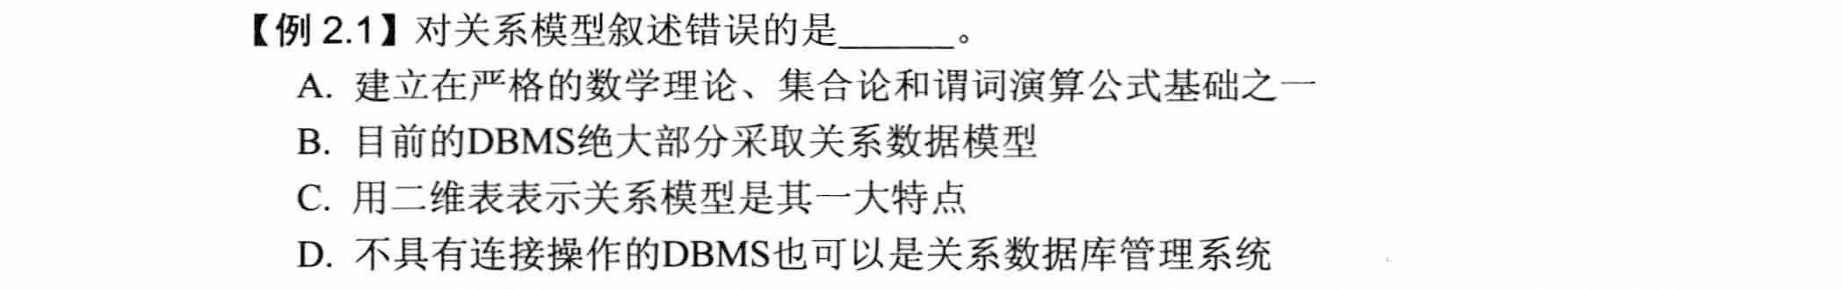 【例 2.1】对关系模型叙述错误的是______。
A. 建立在严格的数学理论、集合论和谓词演算公式基础之一
B. 目前的DBMS绝大部分采取关系数据模型
C. 用二维表表示关系模型是其一大特点
D. 不具有连接操作的DBMS也可以是关系数据库管理系统